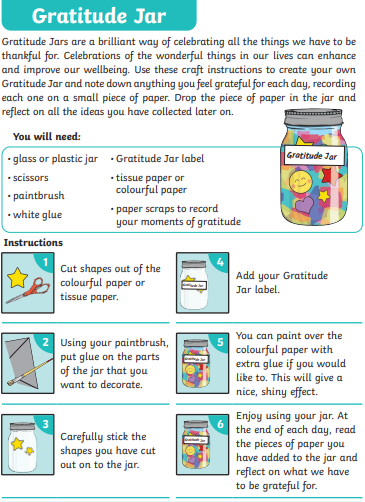 Gratitude Jar
Gratitude Jars are a brilliant way of celebrating all the things we have to be
thankful for. Celebrations of the wonderful things in our lives can enhance
and improve our wellbeing. Use these craft instructions to create your own
Gratitude Jar and note down anything you feel grateful for each day, recording
each one on a small piece of paper. Drop the piece of paper in the jar and
reflect on all the ideas you have collected later on.
You will need:
• glass or plastic jar
• scissors
• paintbrush
• white glue
• Gratitude Jar label
• tissue paper or
colourful paper
• paper scraps to record
your moments of gratitude
Gratitude Jar
Instructions
1
Cut shapes out of the
colourful paper or
tissue paper.
2
Using your paintbrush,
put glue on the parts
of the jar that you
want to decorate.
3
Carefully stick the
shapes you have cut
out on to the jar.
4
Gratitude Jar
Add your Gratitude
Jar label.
5
Gratitude Jar
You can paint over the
colourful paper with
extra glue if you would
like to. This will give a
nice, shiny effect.
6
Gratitude Jar
Enjoy using your jar. At
the end of each day, read
the pieces of paper you
have added to the jar and
reflect on what we have
to be grateful for.